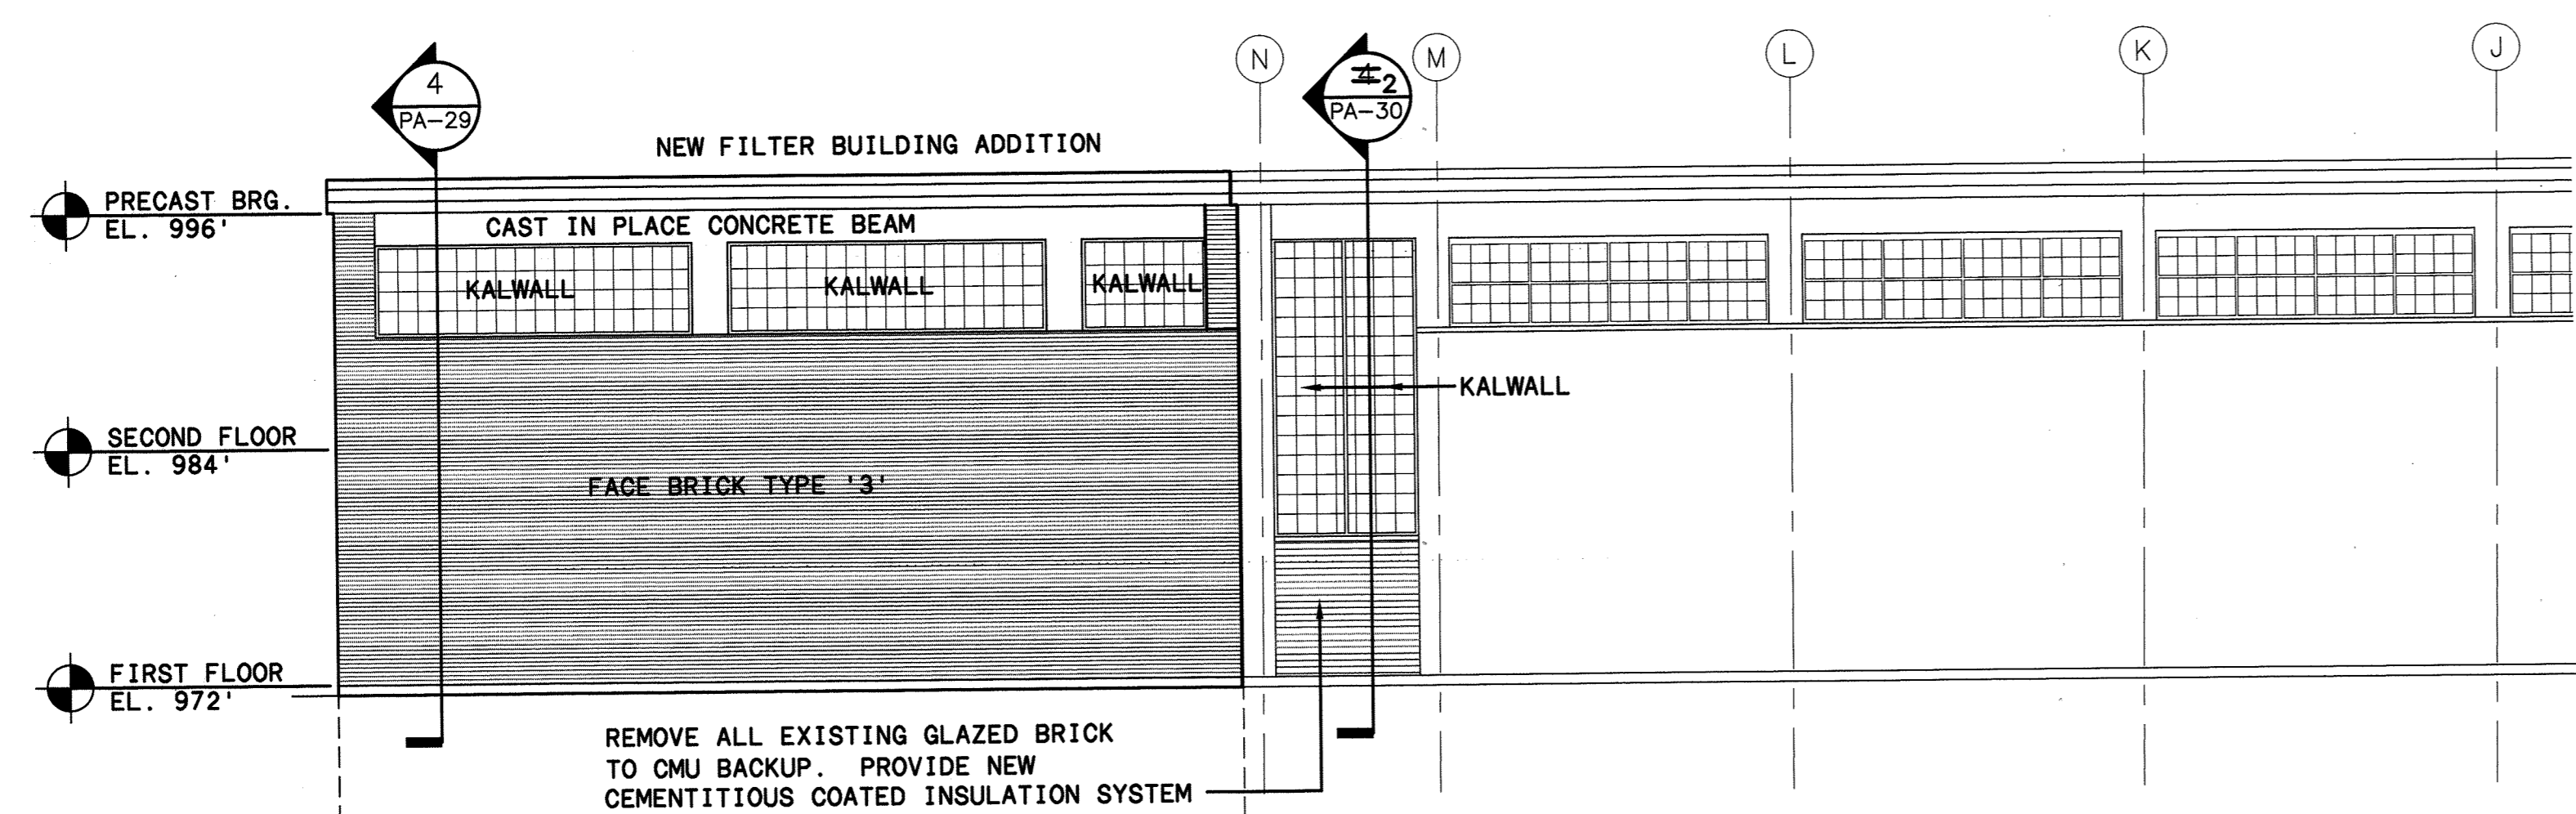 N
M
L
K
J
4
PA-29
4 2
PA-30
NEW FILTER BUILDING ADDITION
PRECAST BRG.
EL. 996'
CAST IN PLACE CONCRETE BEAM
KALWALL
KALWALL
KALWALL
KALWALL
SECOND FLOOR
EL. 984'
FACE BRICK TYPE '3'
FIRST FLOOR
EL. 972'
REMOVE ALL EXISTING GLAZED BRICK
TO CMU BACKUP. PROVIDE NEW
CEMENTITIOUS COATED INSULATION SYSTEM